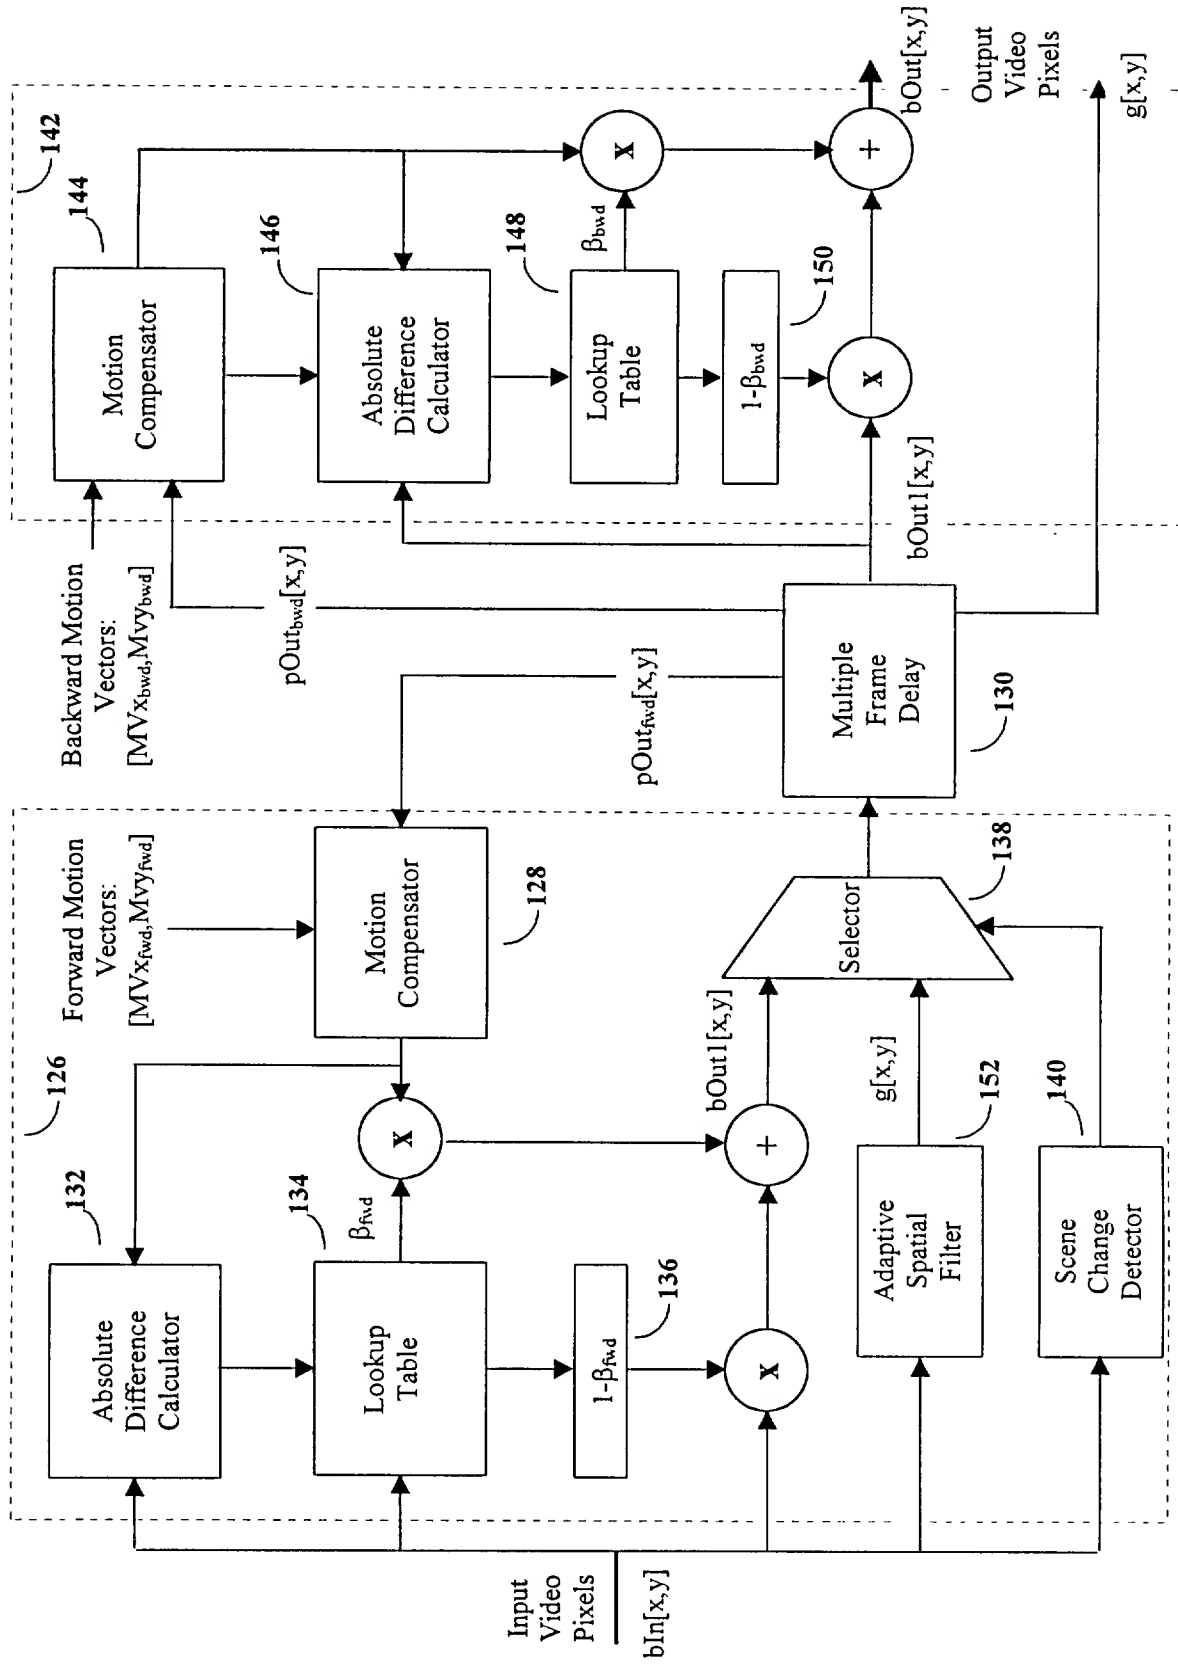 Input
Video
Pixels
bIn[x,y]
126
132
Absolute
Difference
Calculator
134
Lookup
Table
βfwd
136
1-βfwd
x
x
+
bOut1[x,y]
Forward Motion
Vectors:
[MVxfwd,Mvyfwd]
Motion
Compensator
128
Adaptive
Spatial
Filter
152
g[x,y]
Scene
Change
Detector
140
Selector
138
Multiple
Frame
Delay
130
pOutfwd[x,y]
pOutbwd[x,y]
Backward Motion
Vectors:
[MVxbwd,Mvybwd]
142
144
Motion
Compensator
146
Absolute
Difference
Calculator
148
Lookup
Table
βbwd
150
1-βbwd
x
x
+
bOut1[x,y]
bOut[x,y]
Output
Video
Pixels
g[x,y]